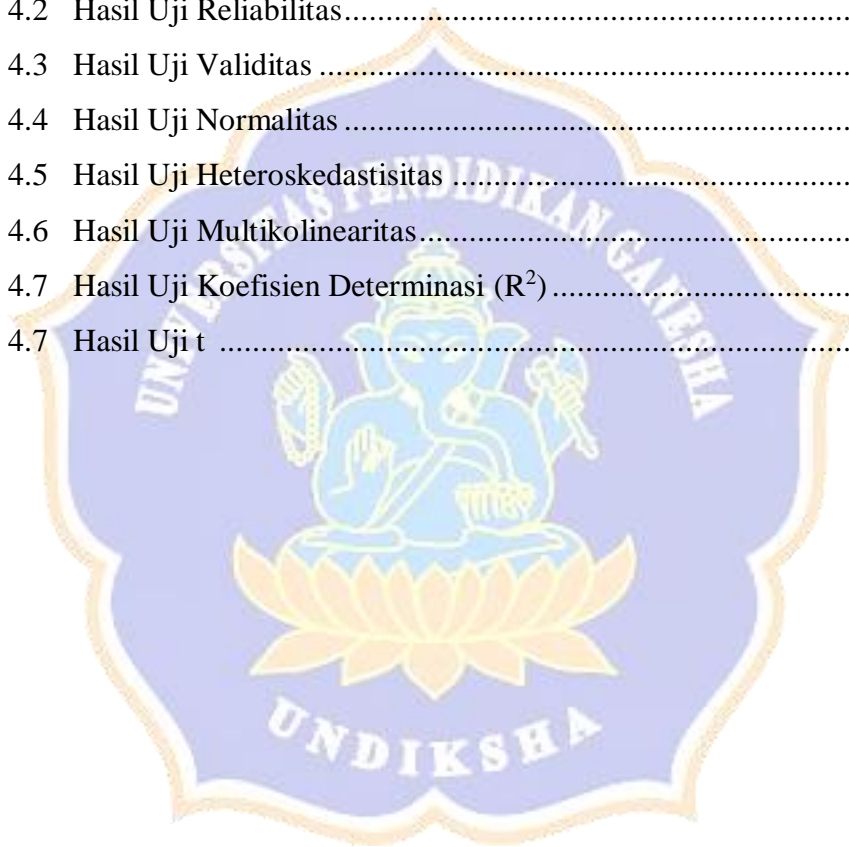 4.2 Hasil Uji Reliabilitas....................................................................
4.3 Hasil Uji Validitas ........................................................................
4.4 Hasil Uji Normalitas .....................................................................
4.5 Hasil Uji Heteroskedastisitas ......................................................
4.6 Hasil Uji Multikolinearitas...........................................................
4.7 Hasil Uji Koefisien Determinasi (R²) ..........................................
4.7 Hasil Uji t .....................................................................................
UNIVERSITAS PENDIDIKAN GANESHA
UNDIKSHA